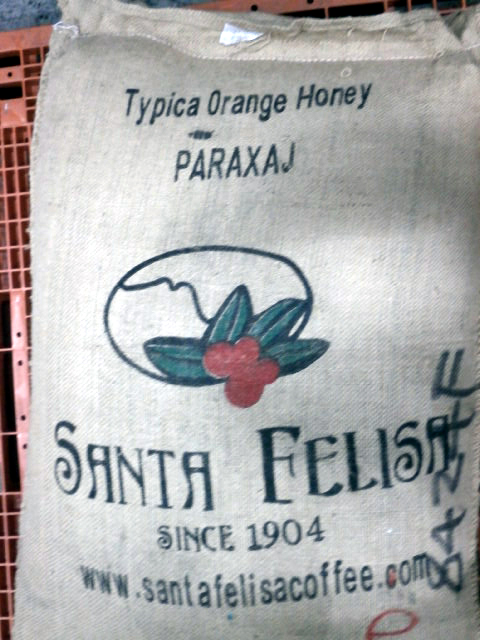 Typica Orange Honey
PARAXAJ
SANTA FELISA
SINCE 1904
www.santafelisacoffee.com